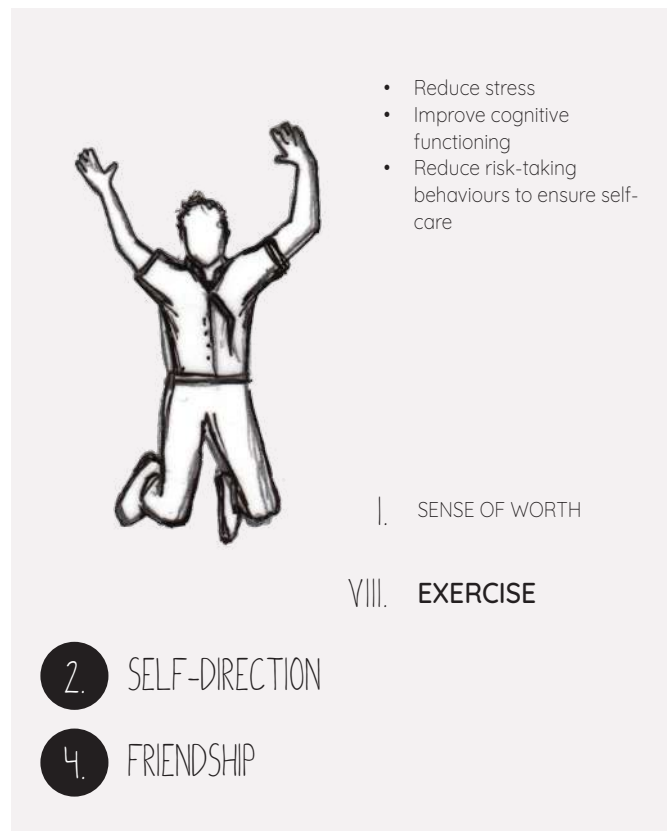 • Reduce stress
• Improve cognitive
functioning
• Reduce risk-taking
behaviours to ensure self-
care
I. SENSE OF WORTH
VIII. EXERCISE
2. SELF-DIRECTION
4. FRIENDSHIP